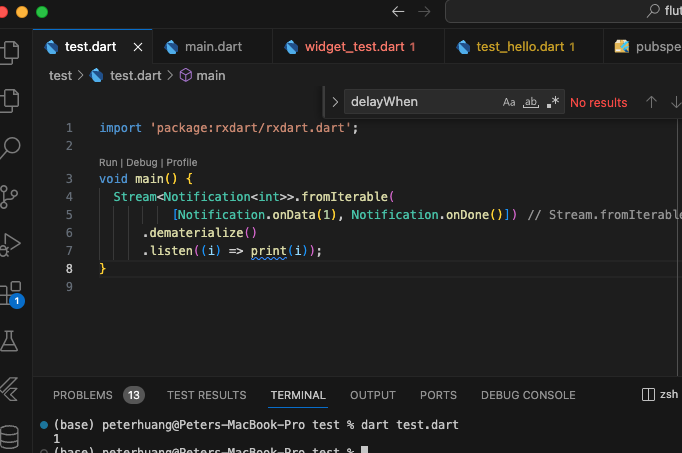 flut
test.dart
main.dart
widget_test.dart 1
test_hello.dart 1
pubspe
test > test.dart > main
delayWhen
Aa ab .* No results
1 import 'package:rxdart/rxdart.dart';
2
Run | Debug | Profile
3 void main() {
4 Stream<Notification<int>>.fromIterable(
5 [Notification.onData(1), Notification.onDone()]) // Stream.fromIterable
6 .dematerialize()
7 .listen((i) => print(i));
8 }
9
1
PROBLEMS 13 TEST RESULTS TERMINAL OUTPUT PORTS DEBUG CONSOLE zsh
(base) peterhuang@Peters-MacBook-Pro test % dart test.dart
1
(base) peterhuang@Peters-MacBook-Pro test %